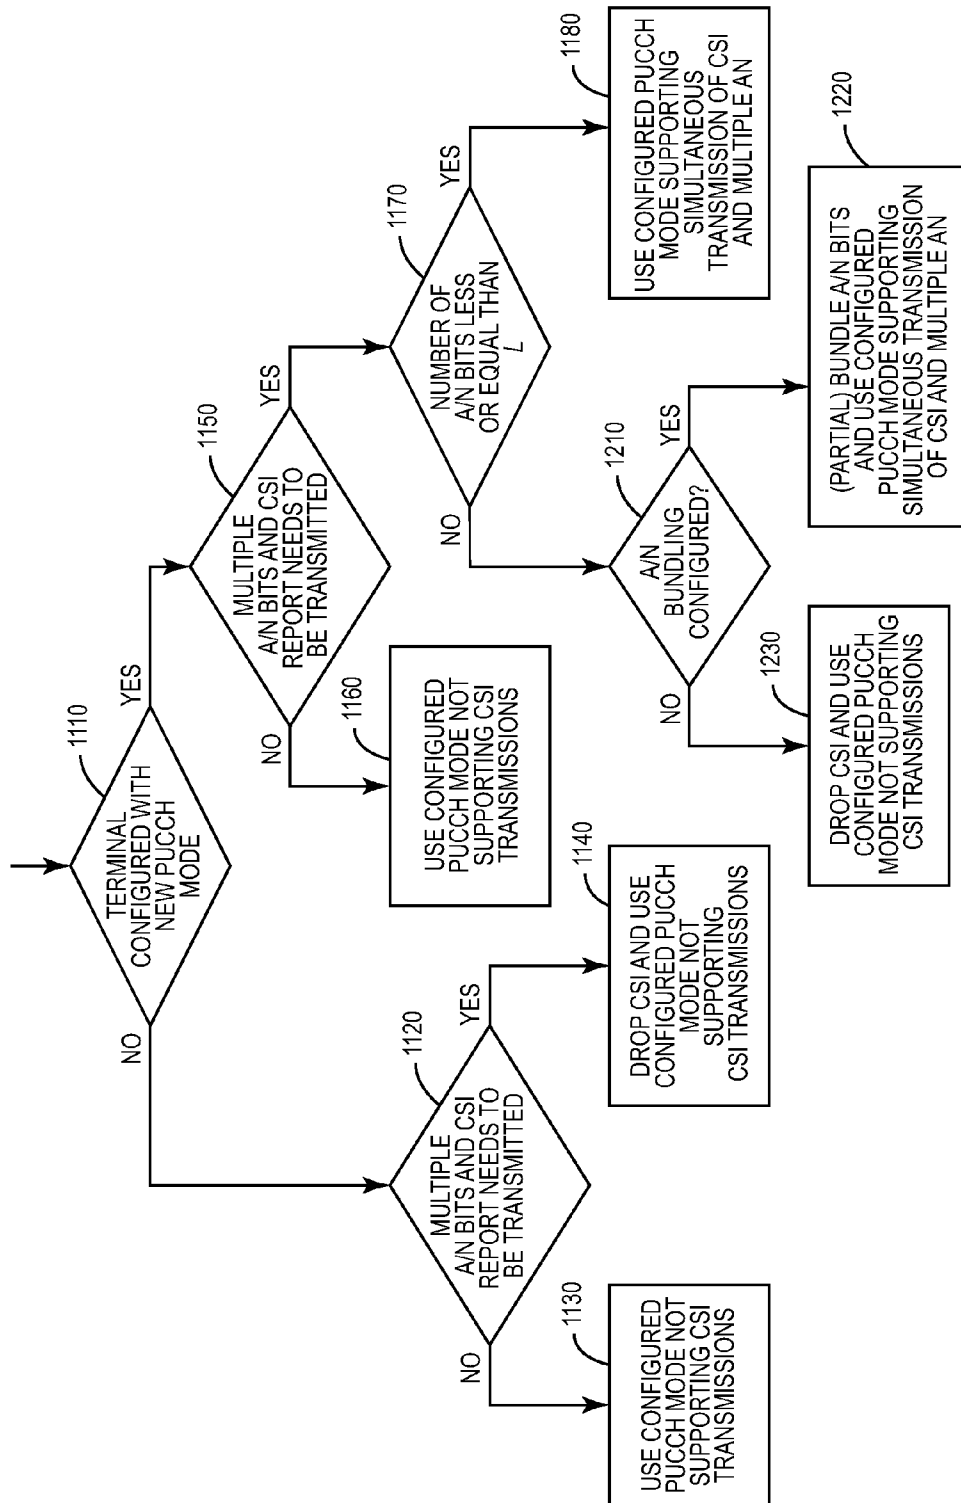 1110
TERMINAL
CONFIGURED WITH
NEW PUCCH
MODE
NO
YES
1120
MULTIPLE
A/N BITS AND CSI
REPORT NEEDS TO
BE TRANSMITTED
NO
YES
1130
USE CONFIGURED
PUCCH MODE NOT
SUPPORTING CSI
TRANSMISSIONS
1140
DROP CSI AND USE
CONFIGURED PUCCH
MODE NOT
SUPPORTING
CSI TRANSMISSIONS
1150
MULTIPLE
A/N BITS AND CSI
REPORT NEEDS TO
BE TRANSMITTED
NO
YES
1160
USE CONFIGURED
PUCCH MODE NOT
SUPPORTING CSI
TRANSMISSIONS
1170
NUMBER OF
A/N BITS LESS
OR EQUAL THAN
L
NO
YES
1180
USE CONFIGURED PUCCH
MODE SUPPORTING
SIMULTANEOUS
TRANSMISSION OF CSI
AND MULTIPLE AN
1210
A/N
BUNDLING
CONFIGURED?
NO
YES
1230
DROP CSI AND USE
CONFIGURED PUCCH
MODE NOT SUPPORTING
CSI TRANSMISSIONS
1220
(PARTIAL) BUNDLE A/N BITS
AND USE CONFIGURED
PUCCH MODE SUPPORTING
SIMULTANEOUS TRANSMISSION
OF CSI AND MULTIPLE AN